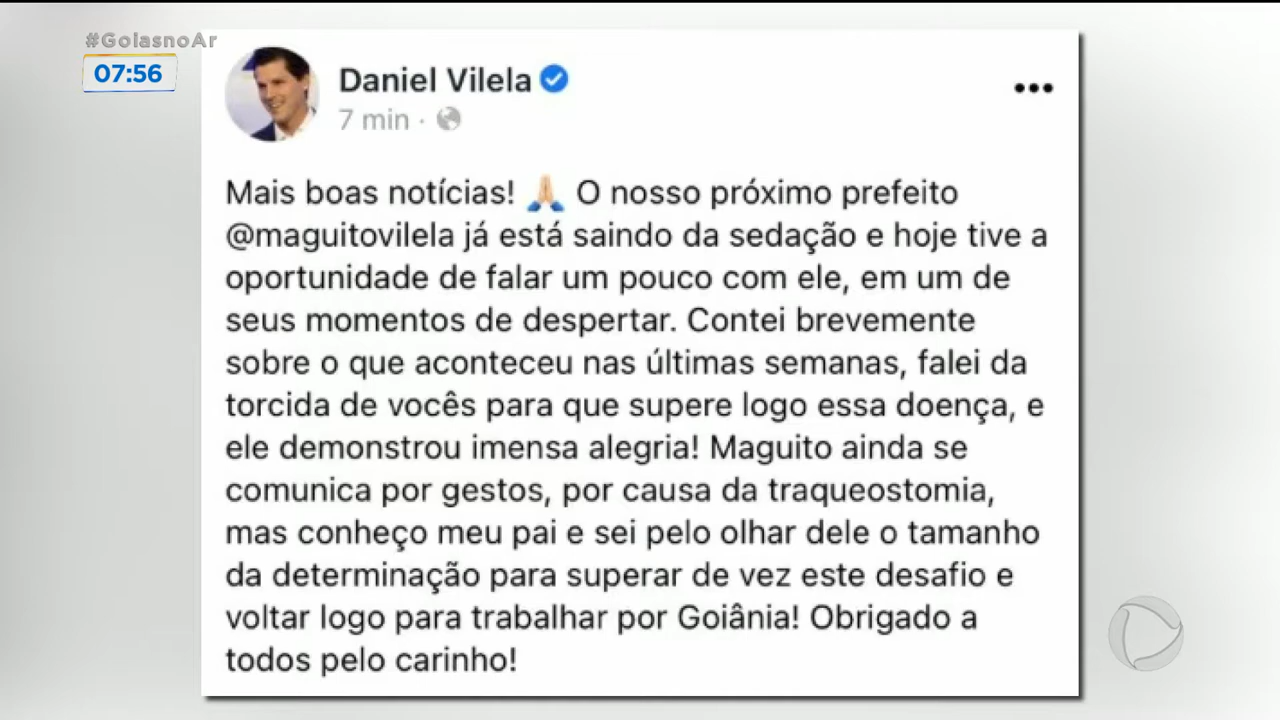 #GoiásnoAr
07:56
Daniel Vilela
7 min ·
Mais boas notícias! 🙏🏻 O nosso próximo prefeito
@maguitovilela já está saindo da sedação e hoje tive a
oportunidade de falar um pouco com ele, em um de
seus momentos de despertar. Contei brevemente
sobre o que aconteceu nas últimas semanas, falei da
torcida de vocês para que supere logo essa doença, e
ele demonstrou imensa alegria! Maguito ainda se
comunica por gestos, por causa da traqueostomia,
mas conheço meu pai e sei pelo olhar dele o tamanho
da determinação para superar de vez este desafio e
voltar logo para trabalhar por Goiânia! Obrigado a
todos pelo carinho!